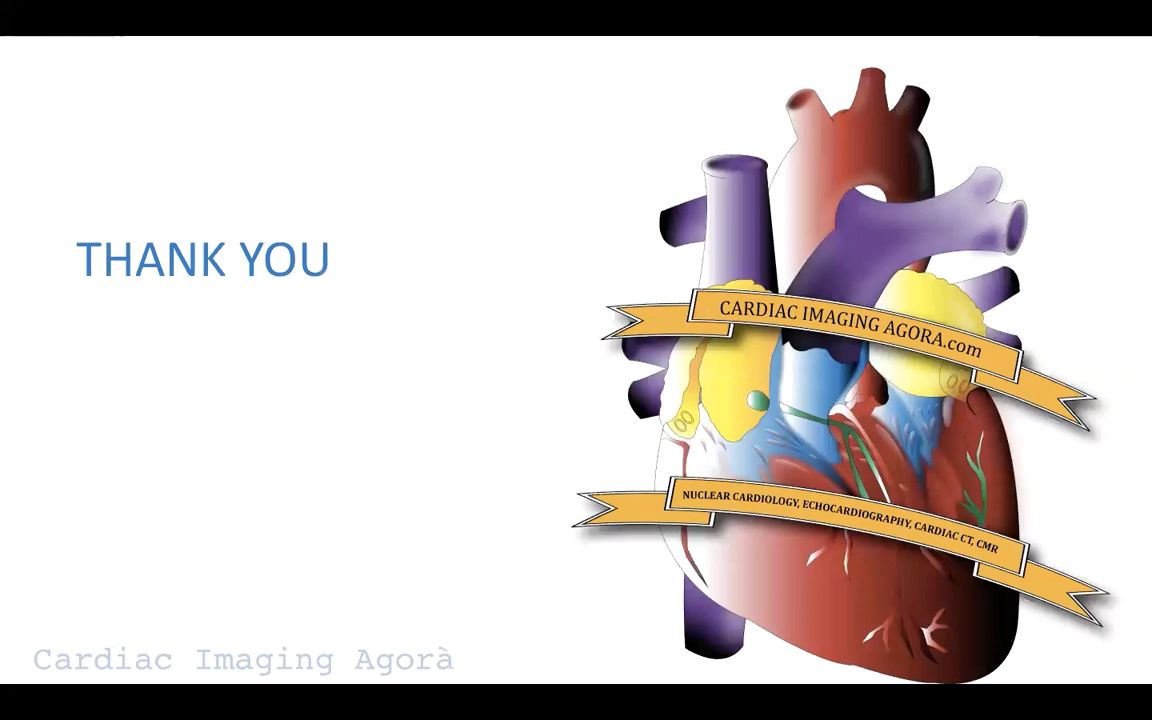 THANK YOU
CARDIAC IMAGING AGORA.com
NUCLEAR CARDIOLOGY, ECHOCARDIOGRAPHY, CARDIAC CT, CMR
Cardiac Imaging Agorà